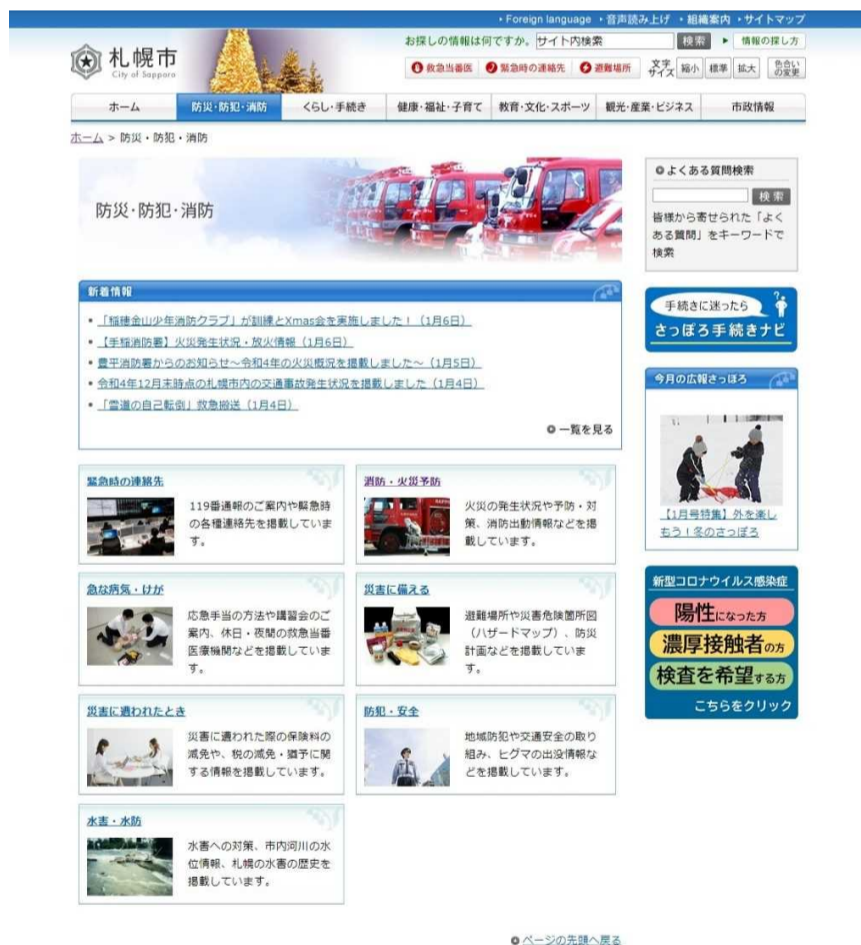 Foreign language 音声読み上げ 組織案内 サイトマップ
札幌市
City of Sapporo
お探しの情報は何ですか。 サイト内検索 検索 情報の探し方
救急当番医 緊急時の連絡先 避難場所 文字サイズ 縮小 標準 拡大 色合いの変更
ホーム 防災・防犯・消防 くらし・手続き 健康・福祉・子育て 教育・文化・スポーツ 観光・産業・ビジネス 市政情報
ホーム > 防災・防犯・消防
防災・防犯・消防
新着情報
「稲穂金山少年消防クラブ」が訓練とXmas会を実施しました!(1月6日)
【手稲消防署】火災発生状況・放火情報(1月6日)
豊平消防署からのお知らせ~令和4年の火災概況を掲載しました~(1月5日)
令和4年12月末時点の札幌市内の交通事故発生状況を掲載しました(1月4日)
「雪道の自己転倒」救急搬送(1月4日)
一覧を見る
緊急時の連絡先
119番通報のご案内や緊急時
の各種連絡先を掲載していま
す。
消防・火災予防
火災の発生状況や予防・対
策、消防出動情報などを掲
載しています。
急な病気・けが
応急手当の方法や講習会のご
案内、休日・夜間の救急当番
医療機関などを掲載していま
す。
災害に備える
避難場所や災害危険箇所図
(ハザードマップ)、防災
計画などを掲載していま
す。
災害に遭われたとき
災害に遭われた際の保険料の
減免や、税の減免・猶予に関
する情報を掲載しています。
防犯・安全
地域防犯や交通安全の取り
組み、ヒグマの出没情報な
どを掲載しています。
水害・水防
水害への対策、市内河川の水
位情報、札幌の水害の歴史を
掲載しています。
ページの先頭へ戻る
よくある質問検索
検索
皆様から寄せられた「よく
ある質問」をキーワードで
検索
手続きに迷ったら
さっぽろ手続きナビ
今月の広報さっぽろ
【1月号特集】外を楽し
もう!冬のさっぽろ
新型コロナウイルス感染症
陽性になった方
濃厚接触者の方
検査を希望する方
こちらをクリック